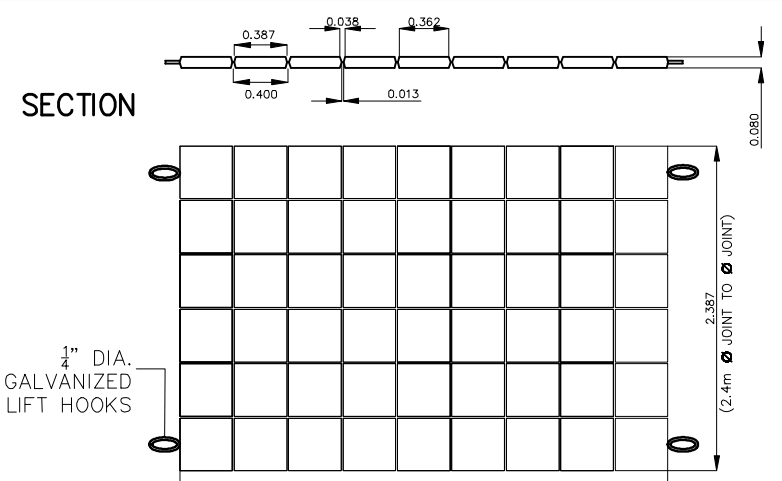 0.387
0.038
0.362
0.400
0.013
0.080
SECTION
2.387
(2.4m Ø JOINT TO Ø JOINT)
1/4" DIA.
GALVANIZED
LIFT HOOKS